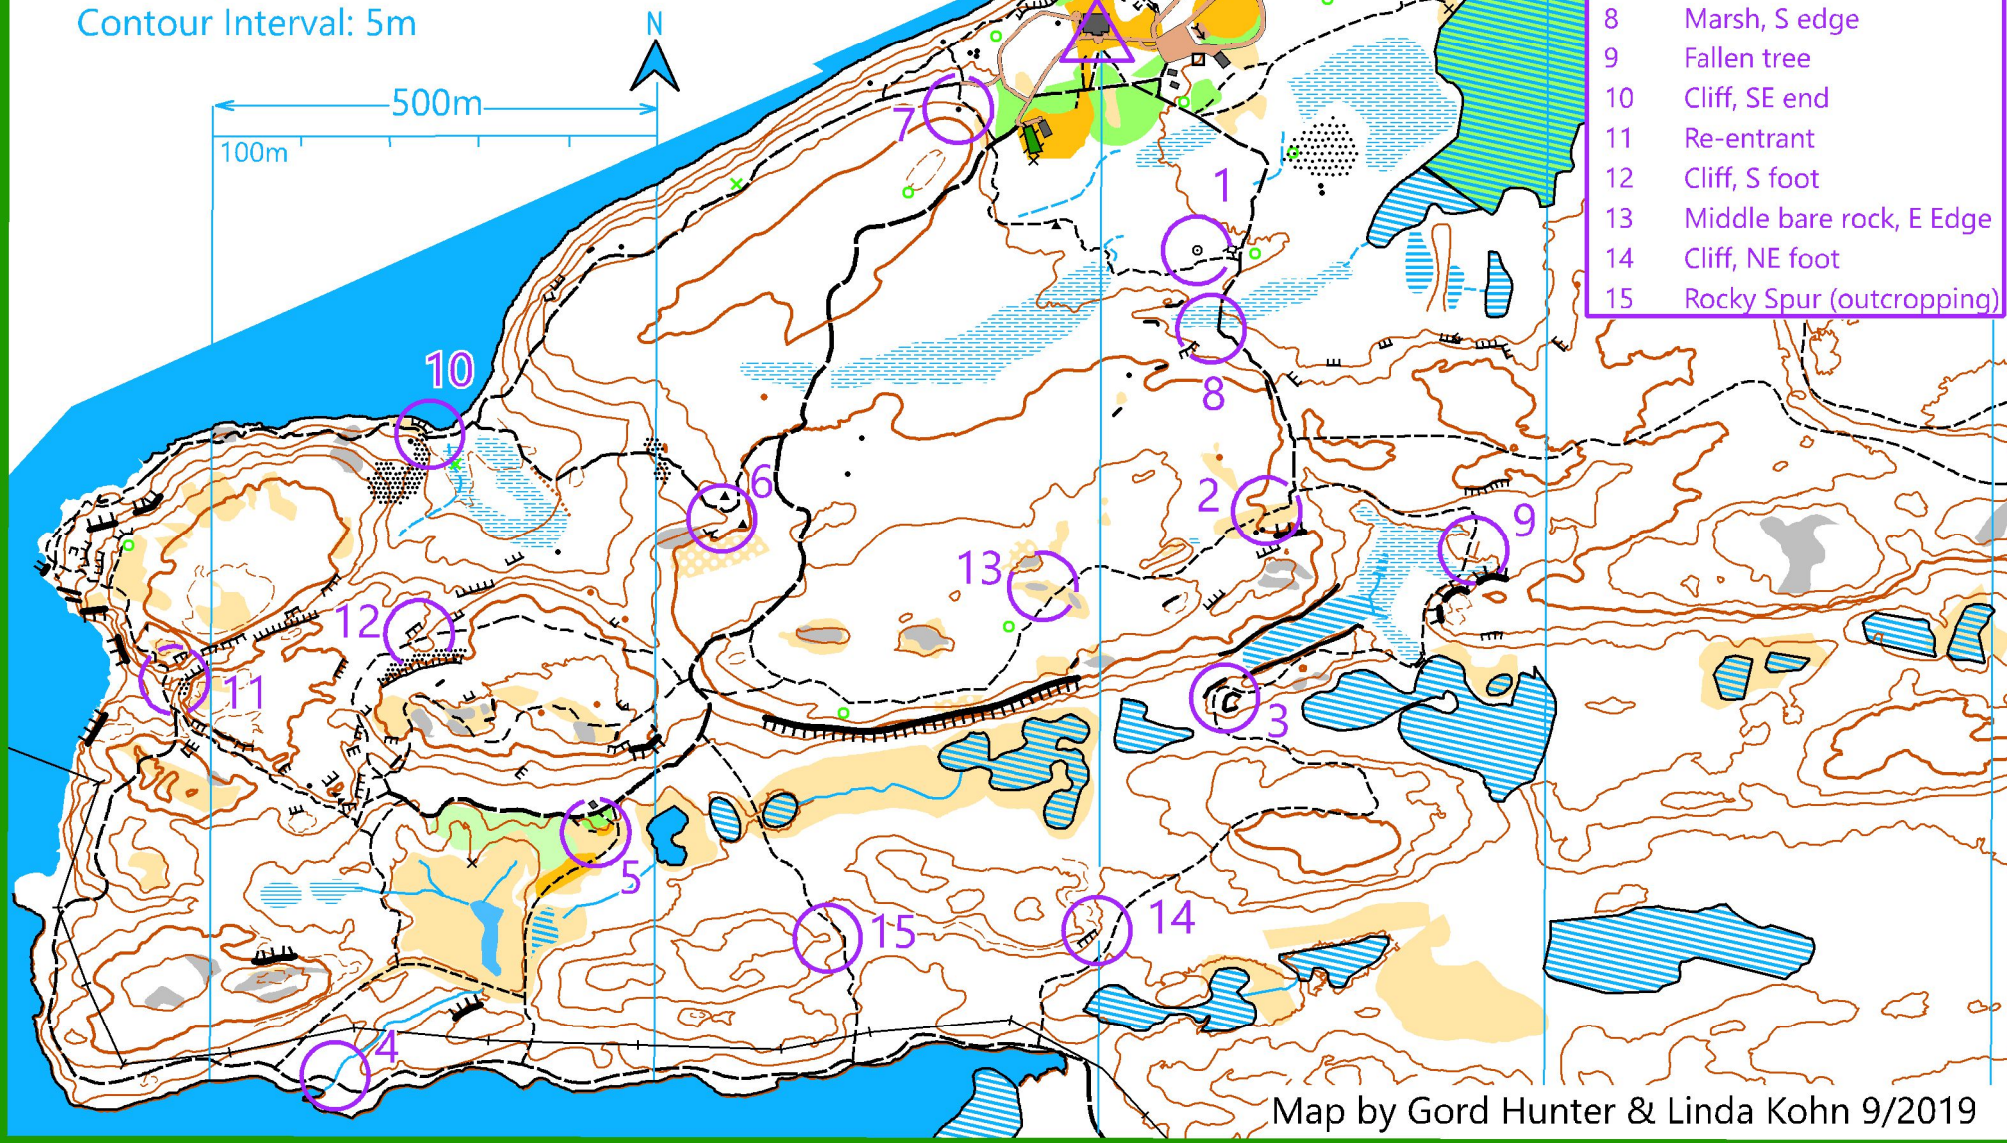 Contour Interval: 5m
N
500m
100m
8 Marsh, S edge
9 Fallen tree
10 Cliff, SE end
11 Re-entrant
12 Cliff, S foot
13 Middle bare rock, E Edge
14 Cliff, NE foot
15 Rocky Spur (outcropping)
7
1
10
8
6
2
9
13
12
11
3
5
15
14
4
Map by Gord Hunter & Linda Kohn 9/2019